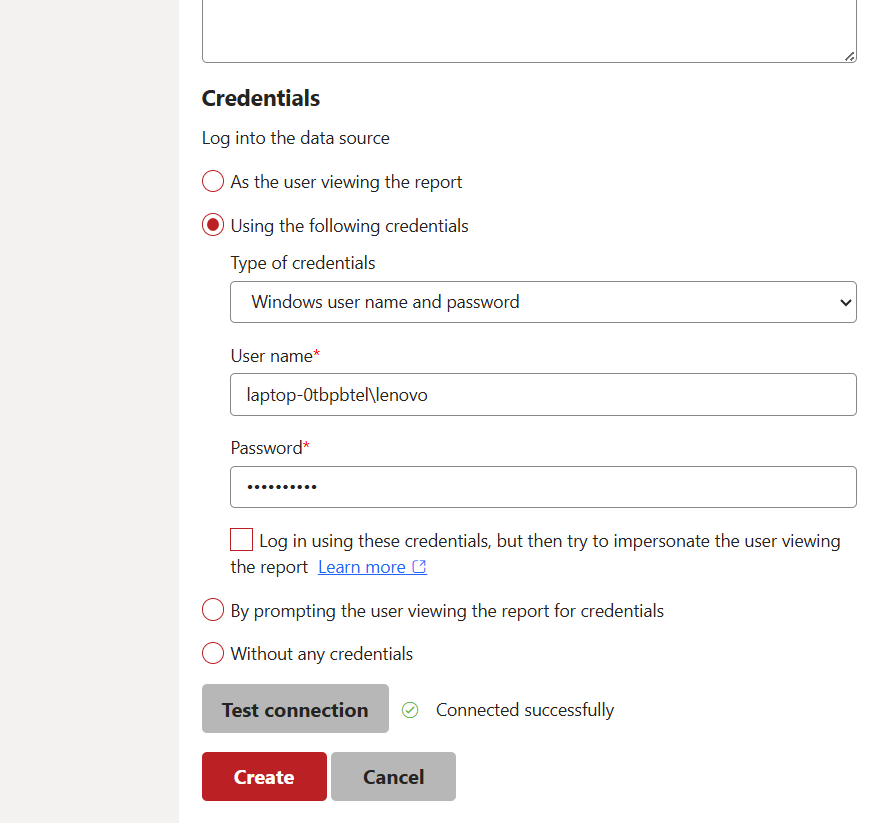 Credentials
Log into the data source
As the user viewing the report
Using the following credentials
Type of credentials
Windows user name and password
User name*
laptop-0tbpbtel\lenovo
Password*
••••••••••
Log in using these credentials, but then try to impersonate the user viewing
the report Learn more
By prompting the user viewing the report for credentials
Without any credentials
Test connection Connected successfully
Create Cancel